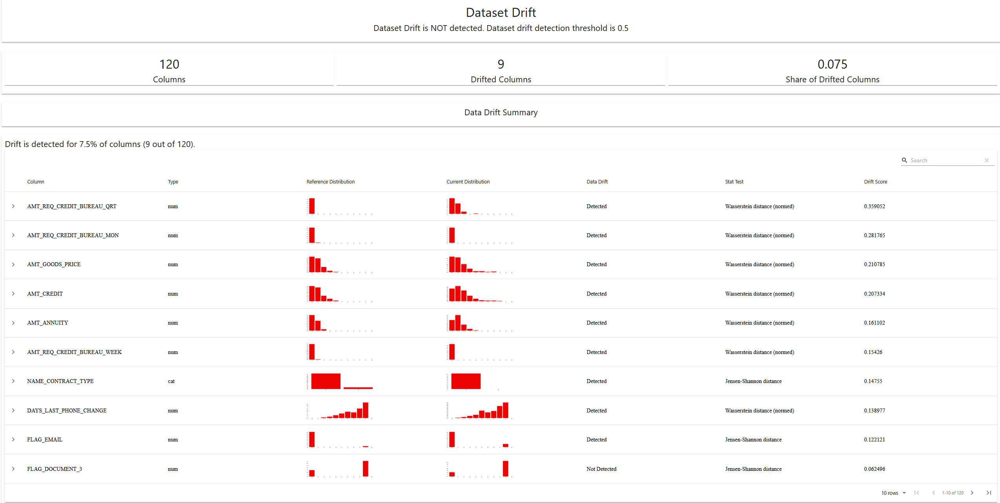 Dataset Drift
Dataset Drift is NOT detected. Dataset drift detection threshold is 0.5
120
Columns
9
Drifted Columns
0.075
Share of Drifted Columns
Data Drift Summary
Drift is detected for 7.5% of columns (9 out of 120).
Search
Column Type Reference Distribution Current Distribution Data Drift Stat Test Drift Score
AMT_REQ_CREDIT_BUREAU_QRT num Detected Wasserstein distance (normed) 0.359052
AMT_REQ_CREDIT_BUREAU_MON num Detected Wasserstein distance (normed) 0.281765
AMT_GOODS_PRICE num Detected Wasserstein distance (normed) 0.210785
AMT_CREDIT num Detected Wasserstein distance (normed) 0.207334
AMT_ANNUITY num Detected Wasserstein distance (normed) 0.161102
AMT_REQ_CREDIT_BUREAU_WEEK num Detected Wasserstein distance (normed) 0.15426
NAME_CONTRACT_TYPE cat Detected Jensen-Shannon distance 0.14755
DAYS_LAST_PHONE_CHANGE num Detected Wasserstein distance (normed) 0.138977
FLAG_EMAIL num Detected Jensen-Shannon distance 0.122121
FLAG_DOCUMENT_3 num Not Detected Jensen-Shannon distance 0.062496
10 rows 1-10 of 120